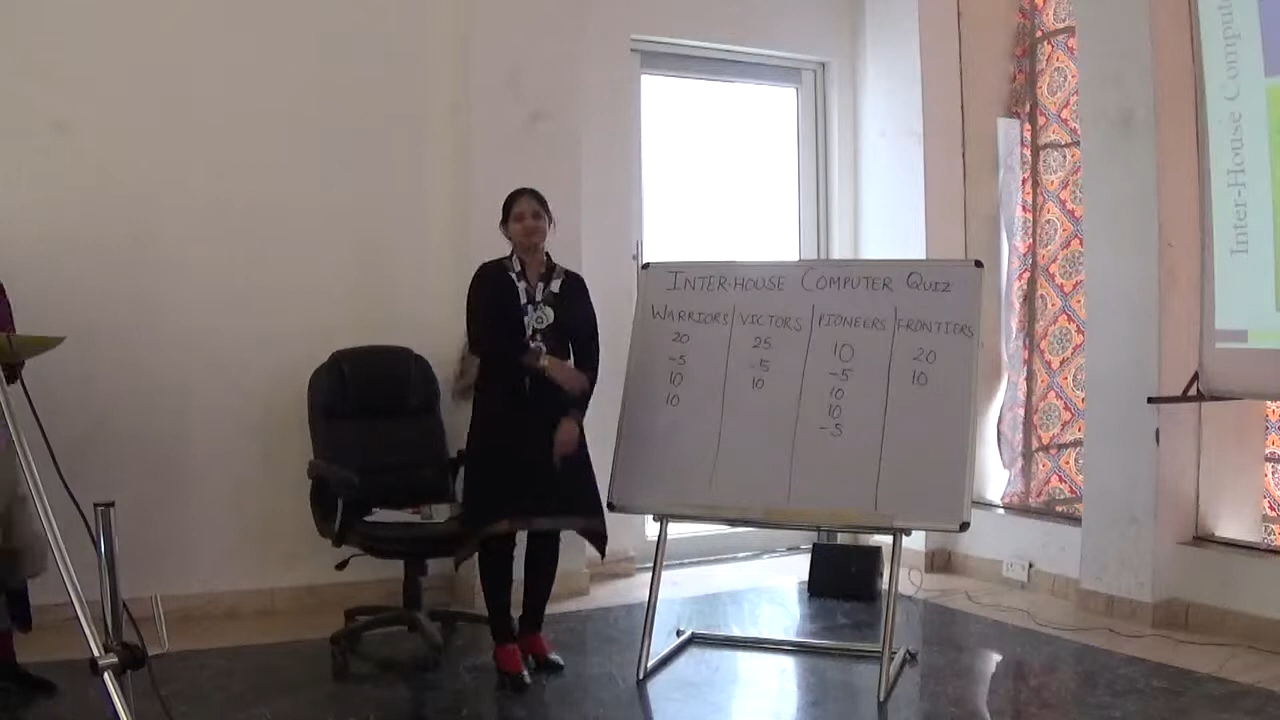 INTER-HOUSE COMPUTER QUIZ
WARRIORS VICTORS PIONEERS FRONTIERS
20 25 10 20
-5 -5 -5 10
10 10 10
10 10
-5
Inter-House Compute